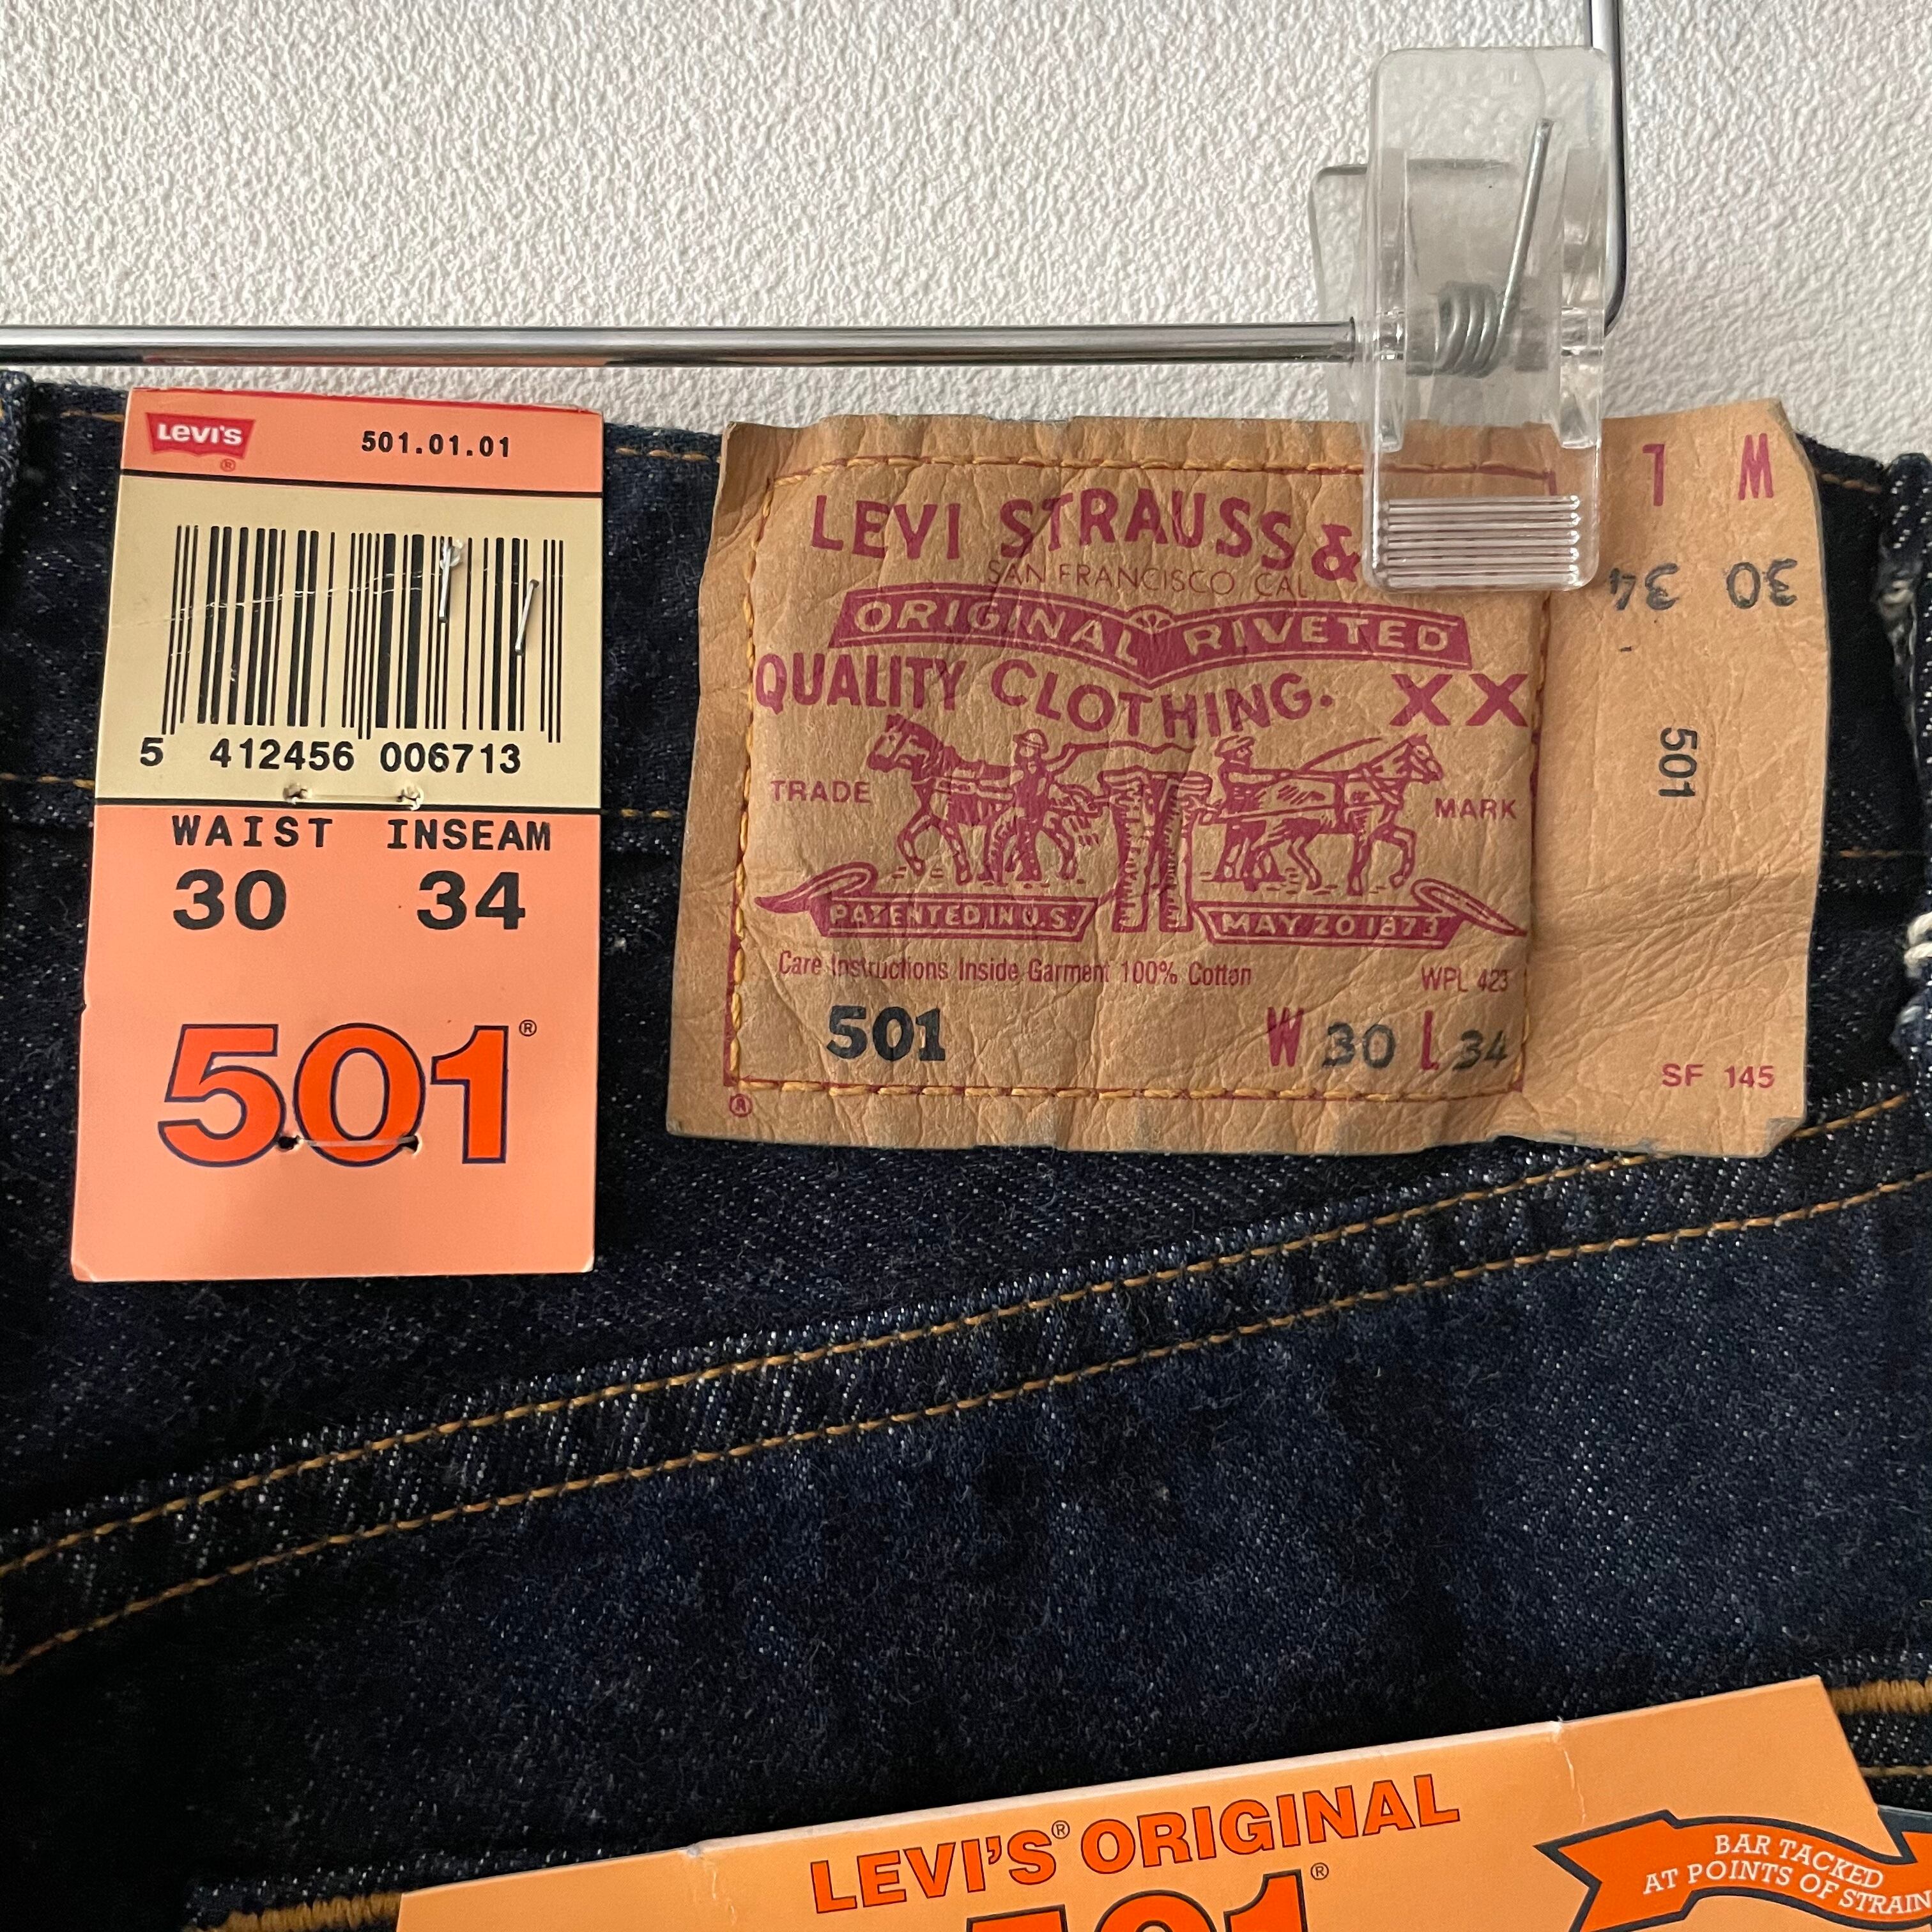 LEVI'S ®
501.01.01
5 412456 006713
WAIST INSEAM
30 34
501®
LEVI STRAUSS &
SAN FRANCISCO CAL
ORIGINAL RIVETED
QUALITY CLOTHING. XX
TRADE MARK
PATENTED IN U.S. MAY 20 1873
Care Instructions Inside Garment 100% Cotton WPL 423
501 W 30 L 34
®
W L
30 34
501
SF 145
LEVI'S® ORIGINAL
501®
BAR TACKED
AT POINTS OF STRAIN